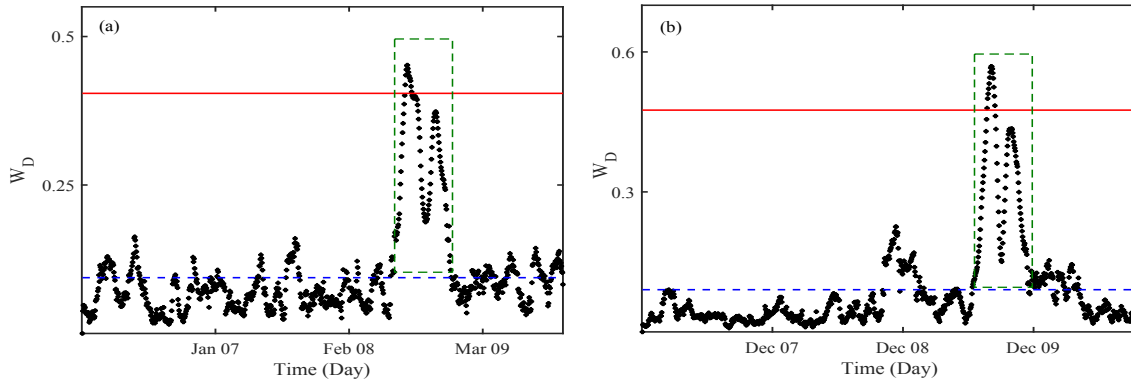 (a)
0.5
0.25
W_D
Jan 07
Feb 08
Mar 09
Time (Day)
(b)
0.6
0.3
W_D
Dec 07
Dec 08
Dec 09
Time (Day)